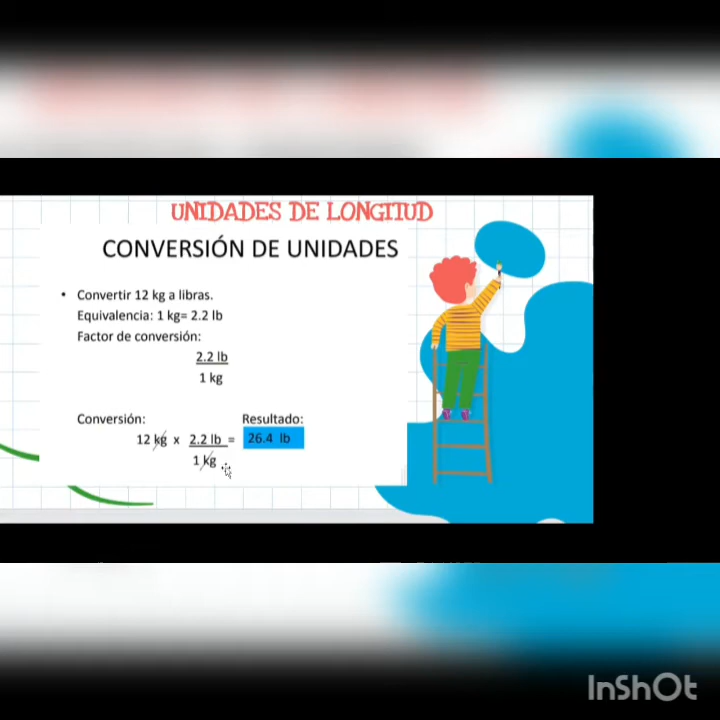 UNIDADES DE LONGITUD
CONVERSIÓN DE UNIDADES
• Convertir 12 kg a libras.
Equivalencia: 1 kg= 2.2 lb
Factor de conversión:
2.2 lb
1 kg
Conversión: Resultado:
12 kg x 2.2 lb = 26.4 lb
1 kg
InShOt